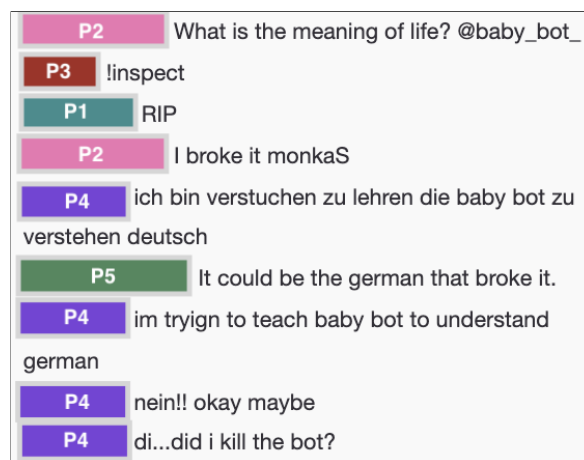 P2 What is the meaning of life? @baby_bot_
P3 !inspect
P1 RIP
P2 I broke it monkaS
P4 ich bin verstuchen zu lehren die baby bot zu
verstehen deutsch
P5 It could be the german that broke it.
P4 im tryign to teach baby bot to understand
german
P4 nein!! okay maybe
P4 di...did i kill the bot?